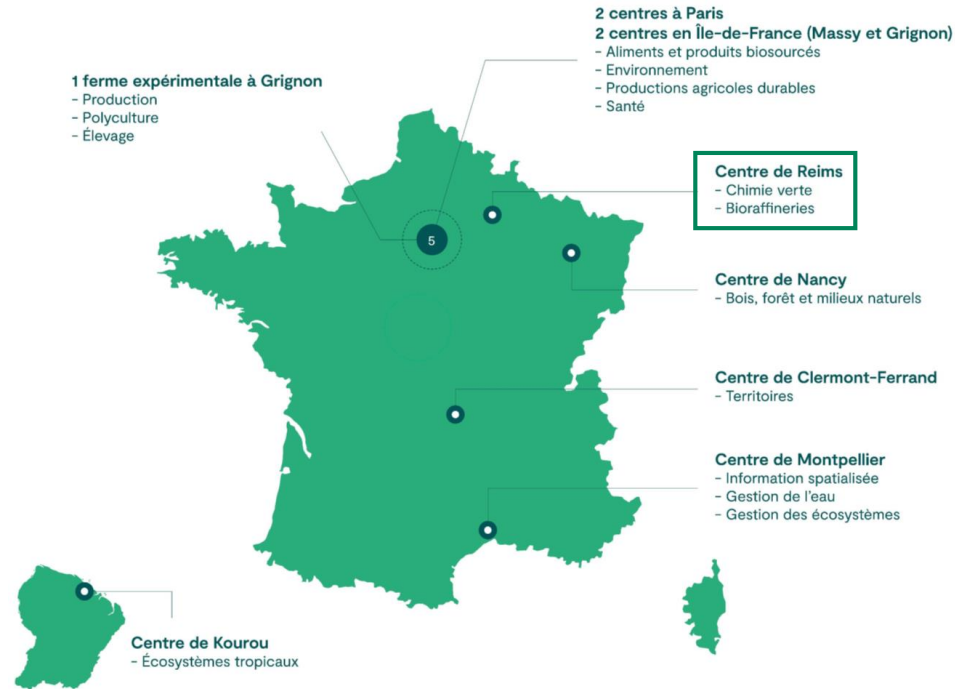 2 centres à Paris
2 centres en Île-de-France (Massy et Grignon)
- Aliments et produits biosourcés
- Environnement
- Productions agricoles durables
- Santé
1 ferme expérimentale à Grignon
- Production
- Polyculture
- Élevage
Centre de Reims
- Chimie verte
- Bioraffineries
5
Centre de Nancy
- Bois, forêt et milieux naturels
Centre de Clermont-Ferrand
- Territoires
Centre de Montpellier
- Information spatialisée
- Gestion de l'eau
- Gestion des écosystèmes
Centre de Kourou
- Écosystèmes tropicaux